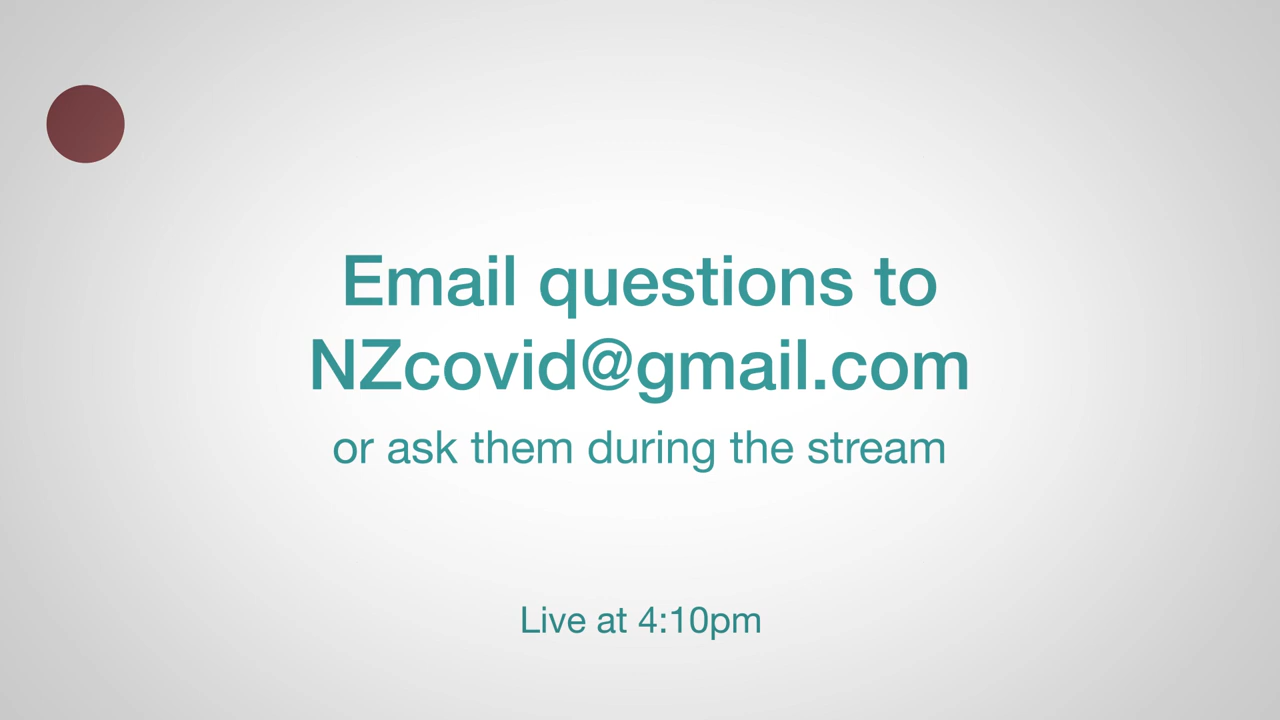 Email questions to
NZcovid@gmail.com
or ask them during the stream
Live at 4:10pm